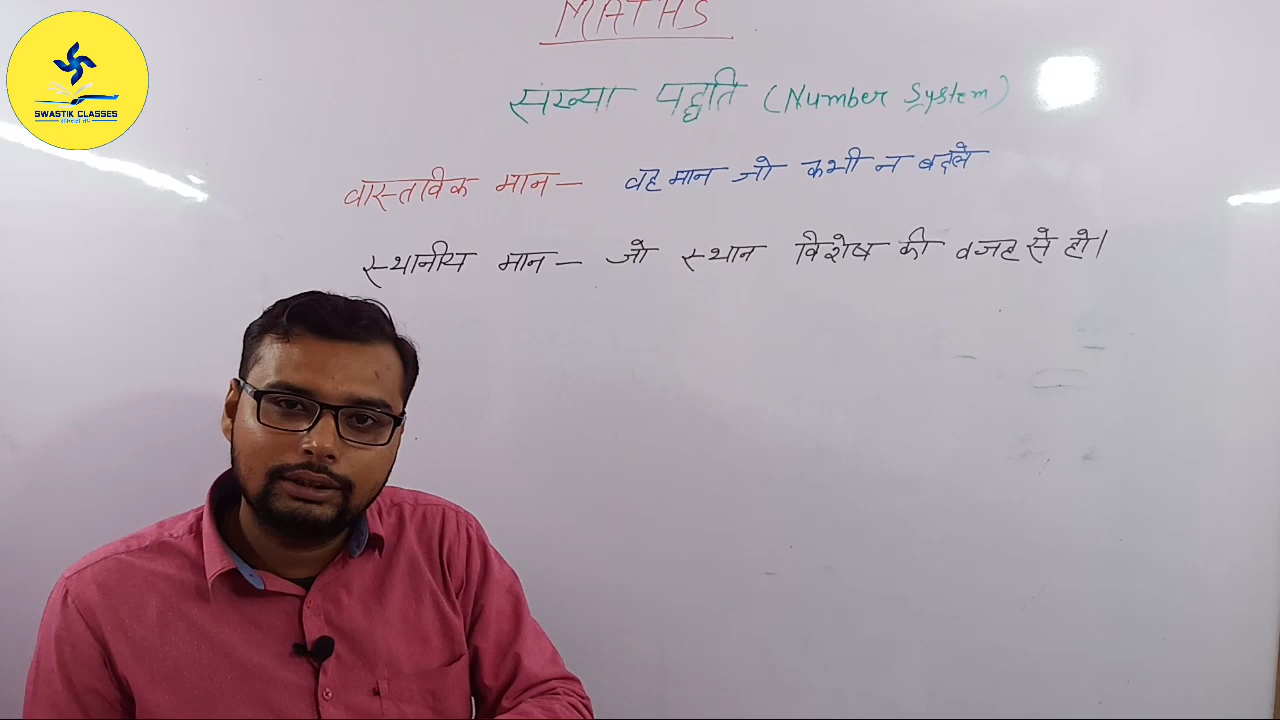 MATHS
संख्या पद्धति (Number System)
वास्तविक मान – वह मान जो कभी न बदले
स्थानीय मान – जो स्थान विशेष की वजह से हो।
SWASTIK CLASSES